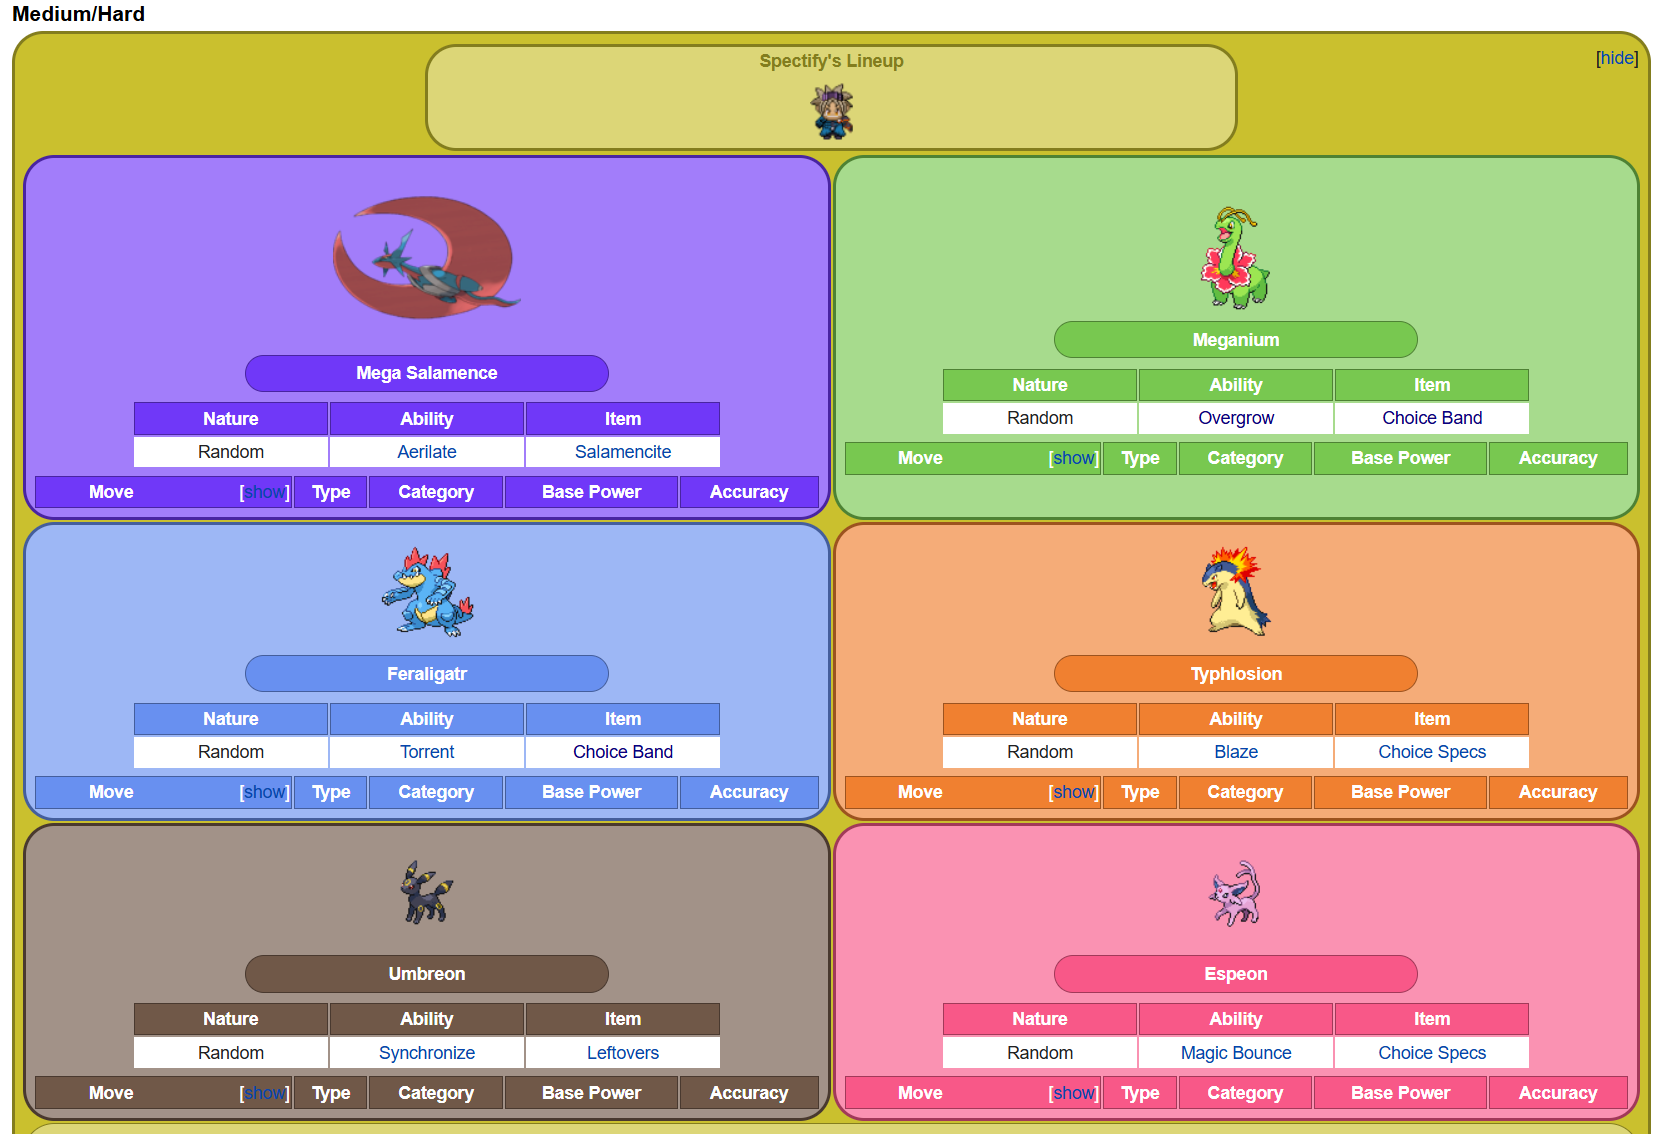 Medium/Hard
Spectify's Lineup
[hide]
Mega Salamence
Nature Ability Item
Random Aerilate Salamencite
Move [show] Type Category Base Power Accuracy
Meganium
Nature Ability Item
Random Overgrow Choice Band
Move [show] Type Category Base Power Accuracy
Feraligatr
Nature Ability Item
Random Torrent Choice Band
Move [show] Type Category Base Power Accuracy
Typhlosion
Nature Ability Item
Random Blaze Choice Specs
Move [show] Type Category Base Power Accuracy
Umbreon
Nature Ability Item
Random Synchronize Leftovers
Move [show] Type Category Base Power Accuracy
Espeon
Nature Ability Item
Random Magic Bounce Choice Specs
Move [show] Type Category Base Power Accuracy